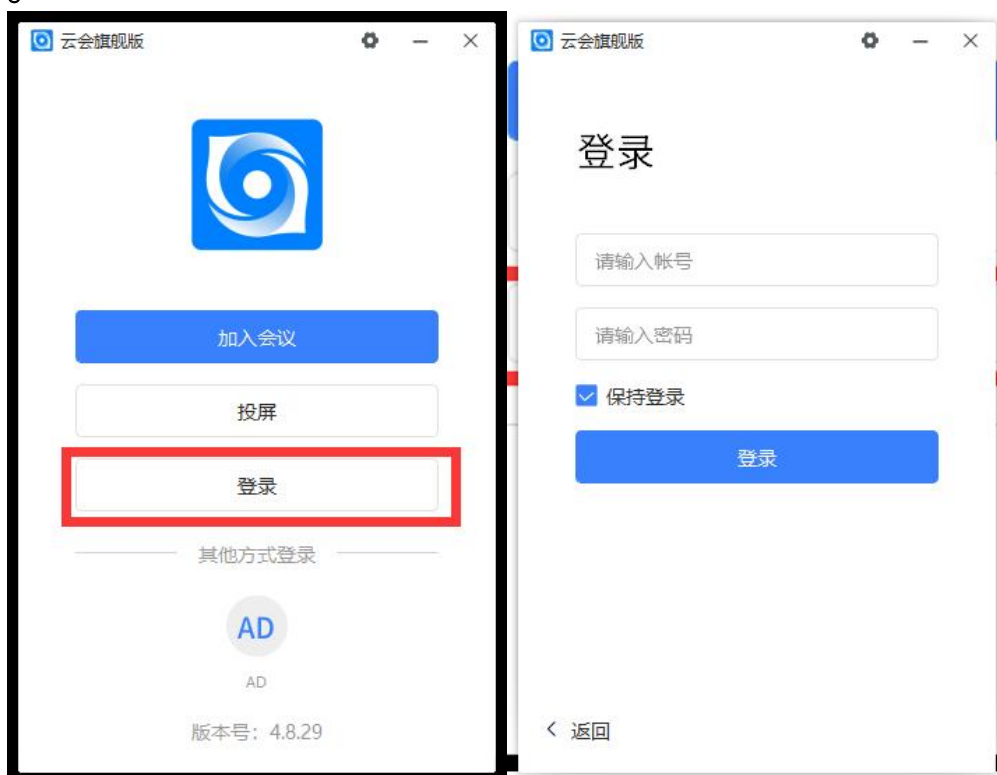 云会旗舰版
加入会议
投屏
登录
其他方式登录
AD
AD
版本号：4.8.29
云会旗舰版
登录
请输入帐号
请输入密码
保持登录
登录
返回